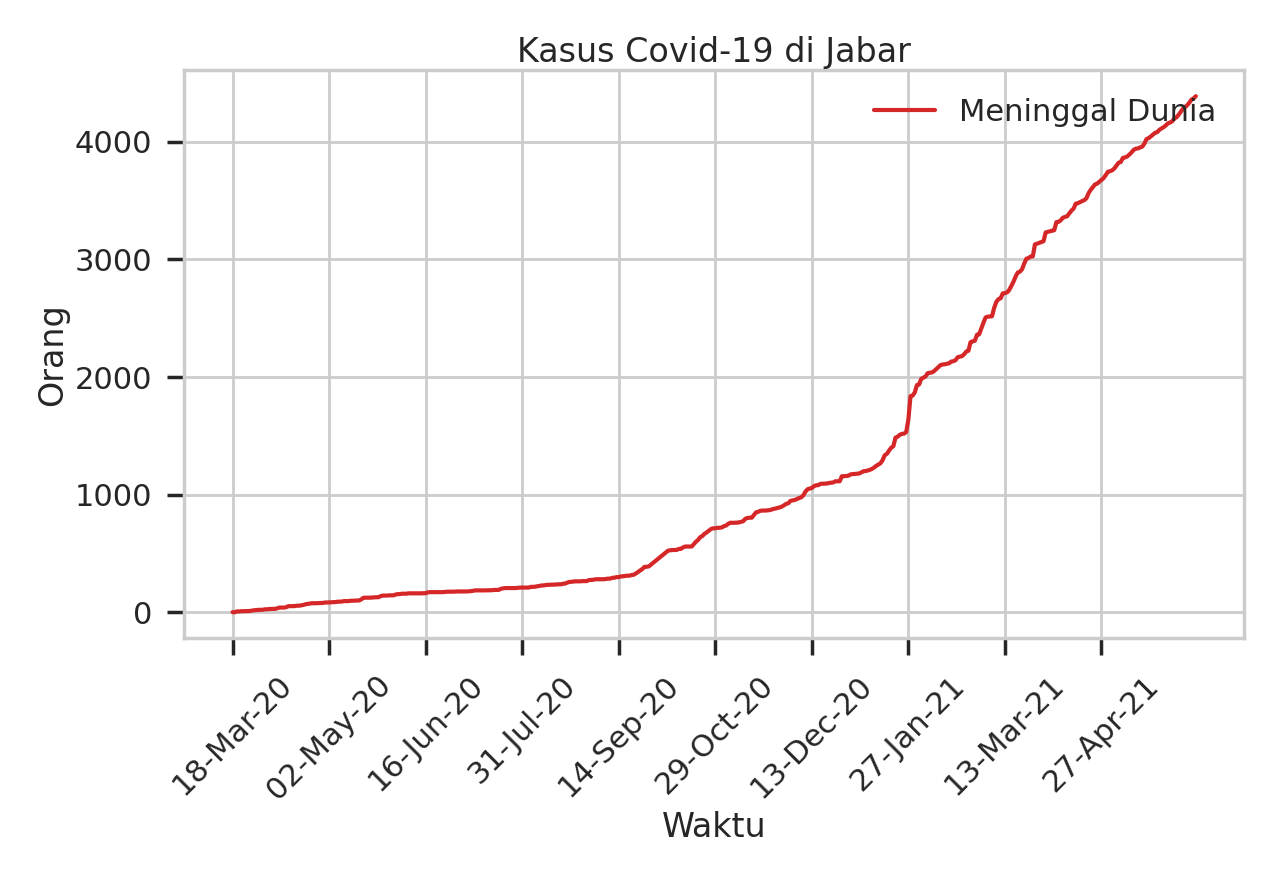 Kasus Covid-19 di Jabar
Meninggal Dunia
Orang
4000
3000
2000
1000
0
18-Mar-20
02-May-20
16-Jun-20
31-Jul-20
14-Sep-20
29-Oct-20
13-Dec-20
27-Jan-21
13-Mar-21
27-Apr-21
Waktu